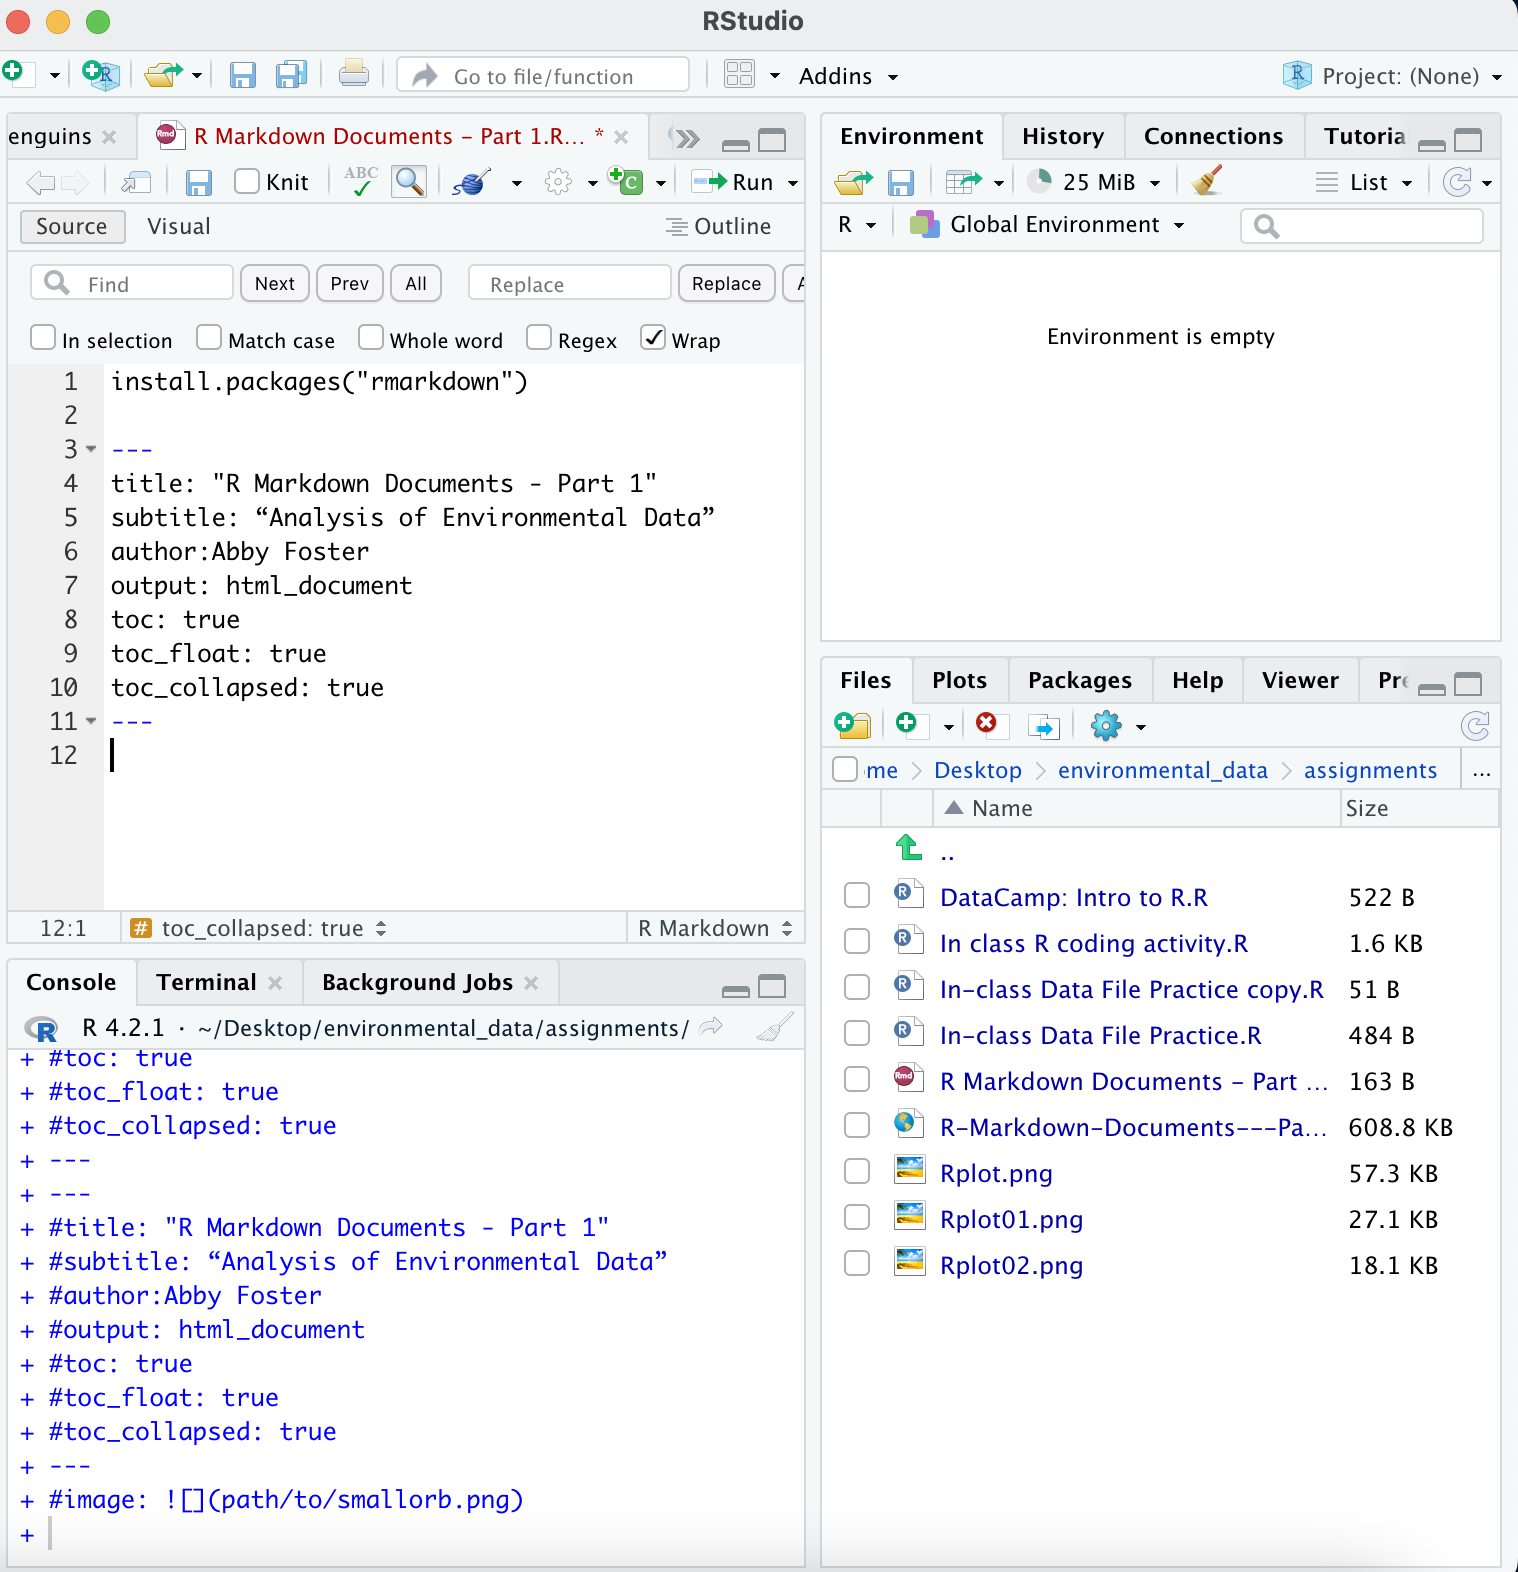 RStudio
Go to file/function
Addins
Project: (None)
enguins
R Markdown Documents - Part 1.R... *
Knit
ABC
Run
Source
Visual
Outline
Find
Next
Prev
All
Replace
Replace
A
In selection
Match case
Whole word
Regex
Wrap
1 install.packages("rmarkdown")
2
3 ---
4 title: "R Markdown Documents - Part 1"
5 subtitle: “Analysis of Environmental Data”
6 author:Abby Foster
7 output: html_document
8 toc: true
9 toc_float: true
10 toc_collapsed: true
11 ---
12
12:1
# toc_collapsed: true
R Markdown
Console
Terminal
Background Jobs
R 4.2.1 · ~/Desktop/environmental_data/assignments/
+ #toc: true
+ #toc_float: true
+ #toc_collapsed: true
+ ---
+ ---
+ #title: "R Markdown Documents - Part 1"
+ #subtitle: “Analysis of Environmental Data”
+ #author:Abby Foster
+ #output: html_document
+ #toc: true
+ #toc_float: true
+ #toc_collapsed: true
+ ---
+ #image: ![](path/to/smallorb.png)
+
Environment
History
Connections
Tutoria
25 MiB
List
R
Global Environment
Environment is empty
Files
Plots
Packages
Help
Viewer
Pre
me > Desktop > environmental_data > assignments ...
Name Size
..
DataCamp: Intro to R.R 522 B
In class R coding activity.R 1.6 KB
In-class Data File Practice copy.R 51 B
In-class Data File Practice.R 484 B
R Markdown Documents - Part ... 163 B
R-Markdown-Documents---Pa... 608.8 KB
Rplot.png 57.3 KB
Rplot01.png 27.1 KB
Rplot02.png 18.1 KB